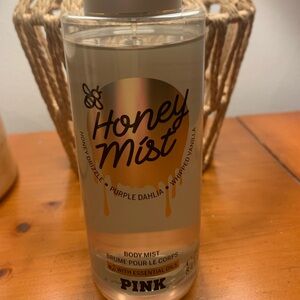 Honey
Mist
HONEY DRIZZLE • PURPLE DAHLIA • WHIPPED VANILLA
BODY MIST
BRUME POUR LE CORPS
WITH ESSENTIAL OILS
PINK